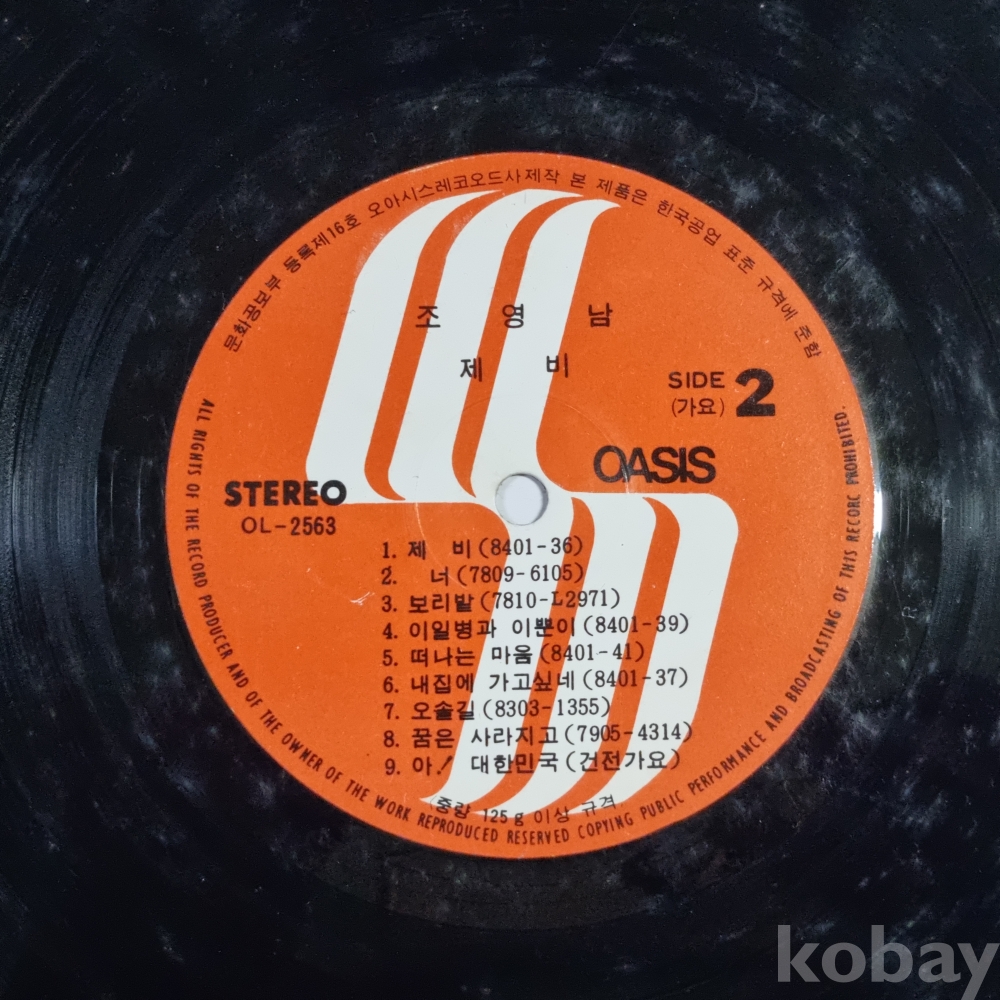 문화공보부 등록제16호 오아시스레코오드사제작 본 제품은 한국공업 표준 규격에 준함
조 영 남
제 비
SIDE 2
(가요)
OASIS
STEREO
OL-2563
1. 제 비(8401-36)
2. 너(7809-6105)
3. 보리밭(7810-L2971)
4. 이일병과 이뿐이(8401-39)
5. 떠나는 마음(8401-41)
6. 내집에 가고싶네(8401-37)
7. 오솔길(8303-1355)
8. 꿈은 사라지고(7905-4314)
9. 아! 대한민국(건전가요)
중량 125g 이상 규격.
ALL RIGHTS OF THE RECORD PRODUCER AND OF THE OWNER OF THE WORK REPRODUCED RESERVED COPYING PUBLIC PERFORMANCE AND BROADCASTING OF THIS RECORC PROHIBITED.
kobay